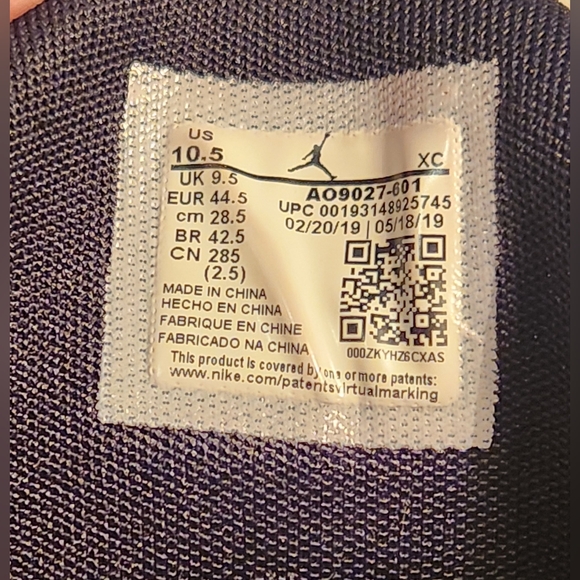 US
10.5 XC
UK 9.5 AO9027-601
EUR 44.5 UPC 00193148925745
cm 28.5 02/20/19 | 05/18/19
BR 42.5
CN 285
(2.5)
MADE IN CHINA
HECHO EN CHINA
FABRIQUE EN CHINE
FABRICADO NA CHINA 000ZKYHZ6CXAS
This product is covered by one or more patents:
www.nike.com/patentsvirtualmarking